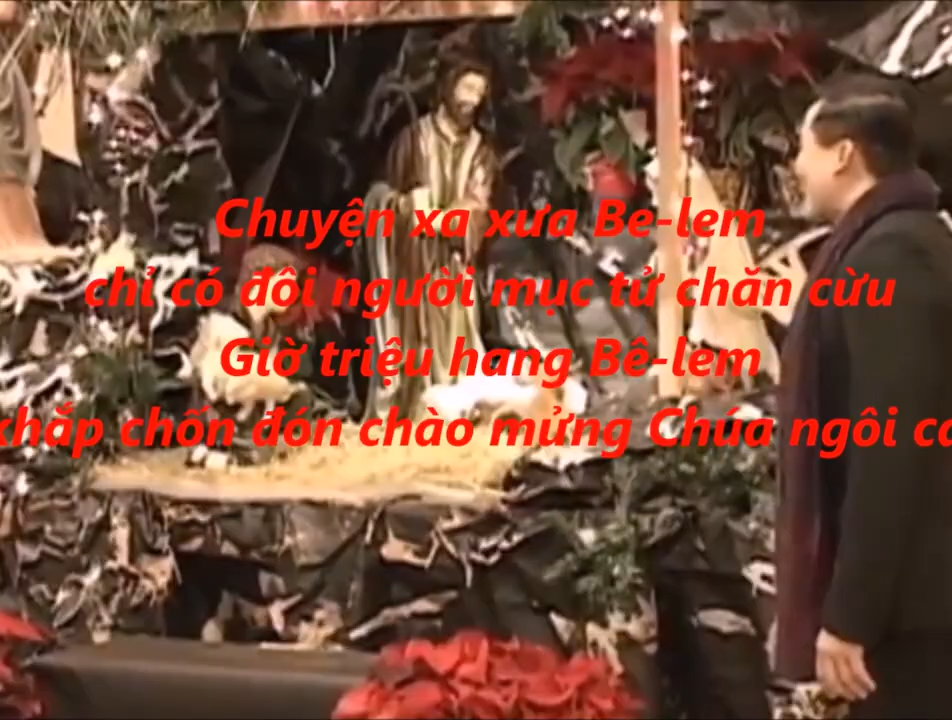 Chuyện xa xưa Be-lem
chỉ có đôi người mục tử chăn cừu
Giờ triệu hang Bê-lem
khắp chốn đón chào mửng Chúa ngôi